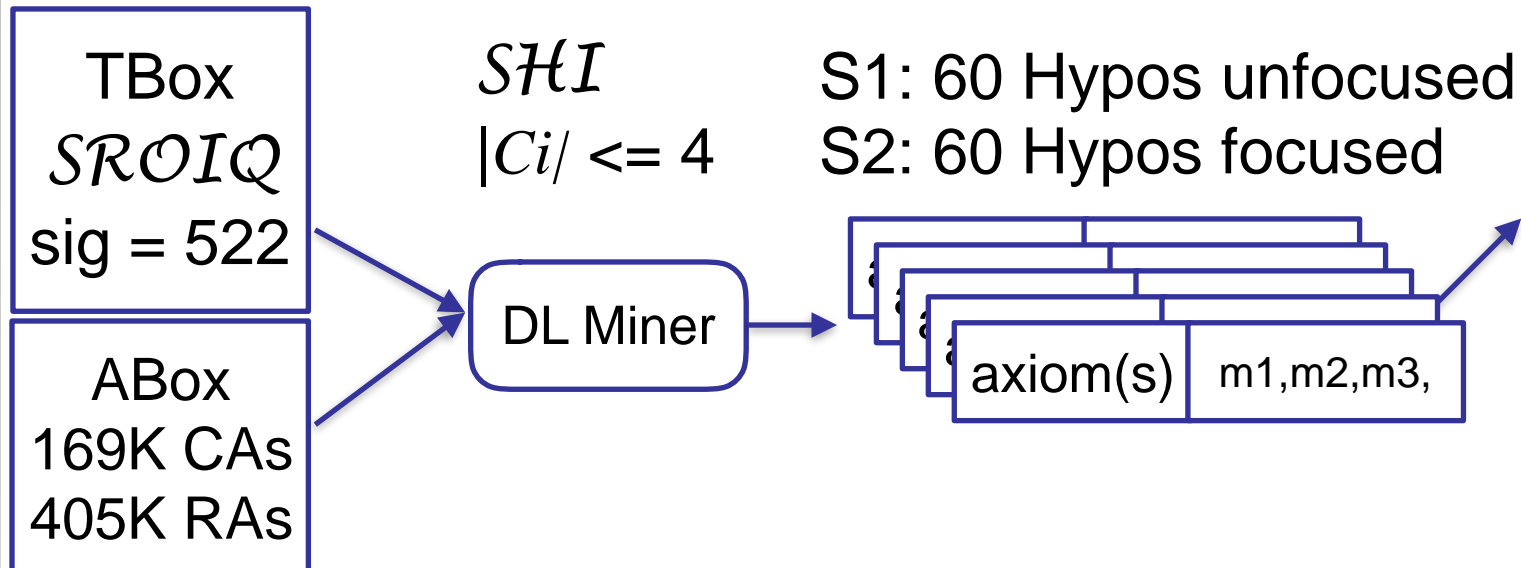 TBox
SROIQ
sig = 522
ABox
169K CAs
405K RAs
SHI
|Ci| <= 4
DL Miner
S1: 60 Hypos unfocused
S2: 60 Hypos focused
axiom(s) m1,m2,m3,